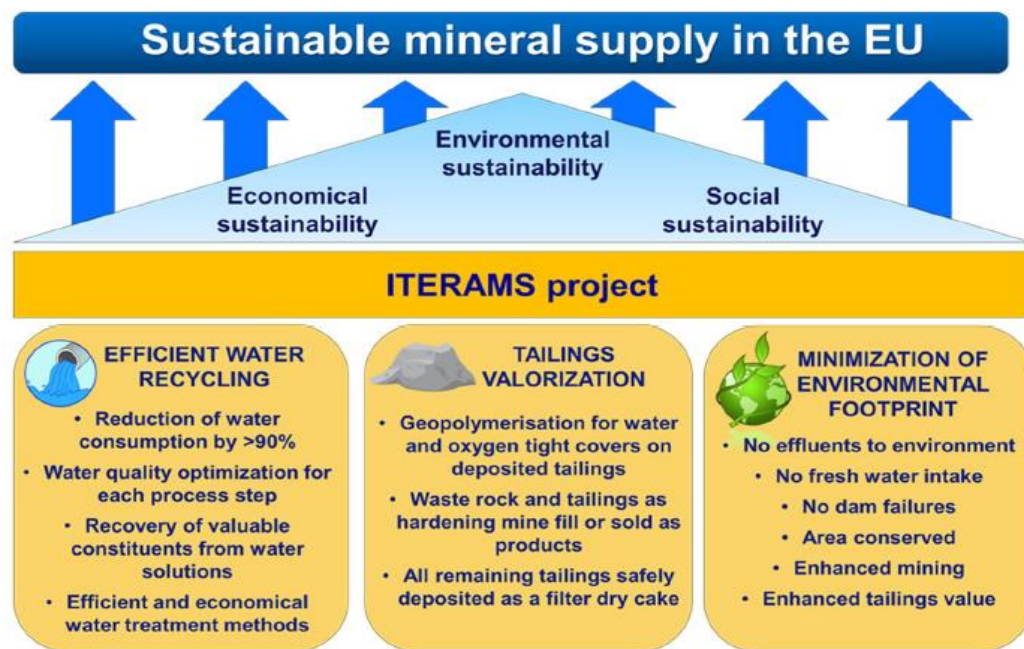 Sustainable mineral supply in the EU
Environmental
sustainability
Economical
sustainability
Social
sustainability
ITERAMS project
EFFICIENT WATER
RECYCLING
• Reduction of water
consumption by >90%
• Water quality optimization for
each process step
• Recovery of valuable
constituents from water
solutions
• Efficient and economical
water treatment methods
TAILINGS
VALORIZATION
• Geopolymerisation for water
and oxygen tight covers on
deposited tailings
• Waste rock and tailings as
hardening mine fill or sold as
products
• All remaining tailings safely
deposited as a filter dry cake
MINIMIZATION OF
ENVIRONMENTAL
FOOTPRINT
• No effluents to environment
• No fresh water intake
• No dam failures
• Area conserved
• Enhanced mining
• Enhanced tailings value